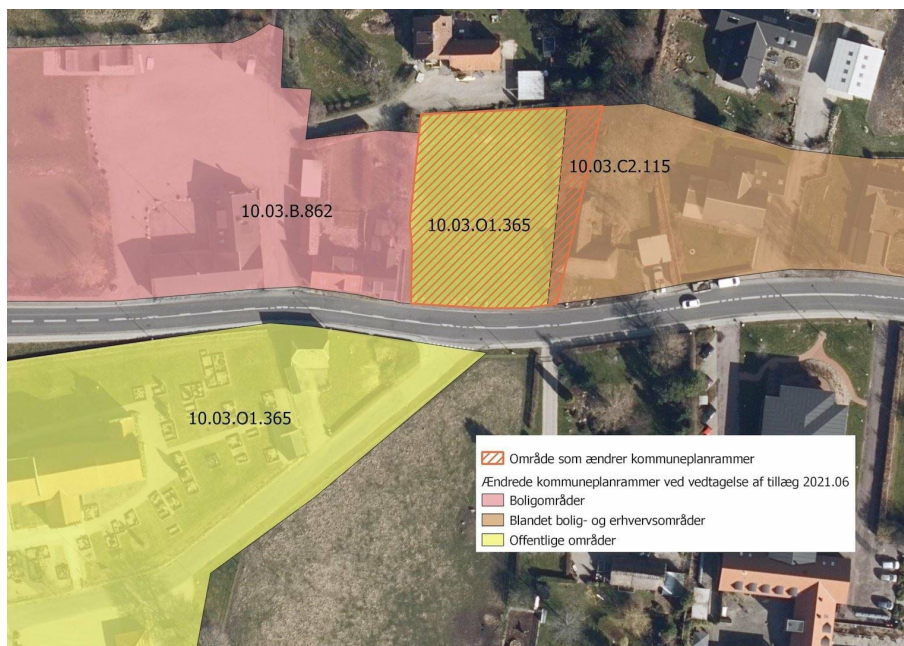 10.03.C2.115
10.03.B.862
10.03.O1.365
10.03.O1.365
Område som ændrer kommuneplanrammer
Ændrede kommuneplanrammer ved vedtagelse af tillæg 2021.06
Boligområder
Blandet bolig- og erhvervsområder
Offentlige områder